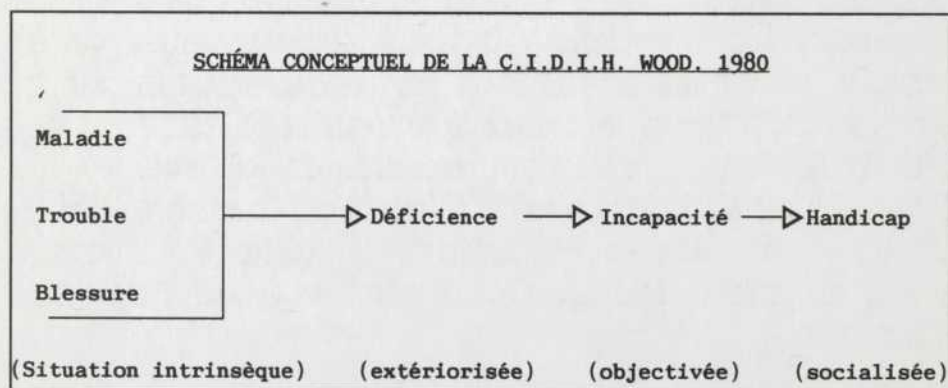 SCHÉMA CONCEPTUEL DE LA C.I.D.I.H. WOOD. 1980
Maladie
Trouble Déficience Incapacité Handicap
Blessure
(Situation intrinsèque) (extériorisée) (objectivée) (socialisée)